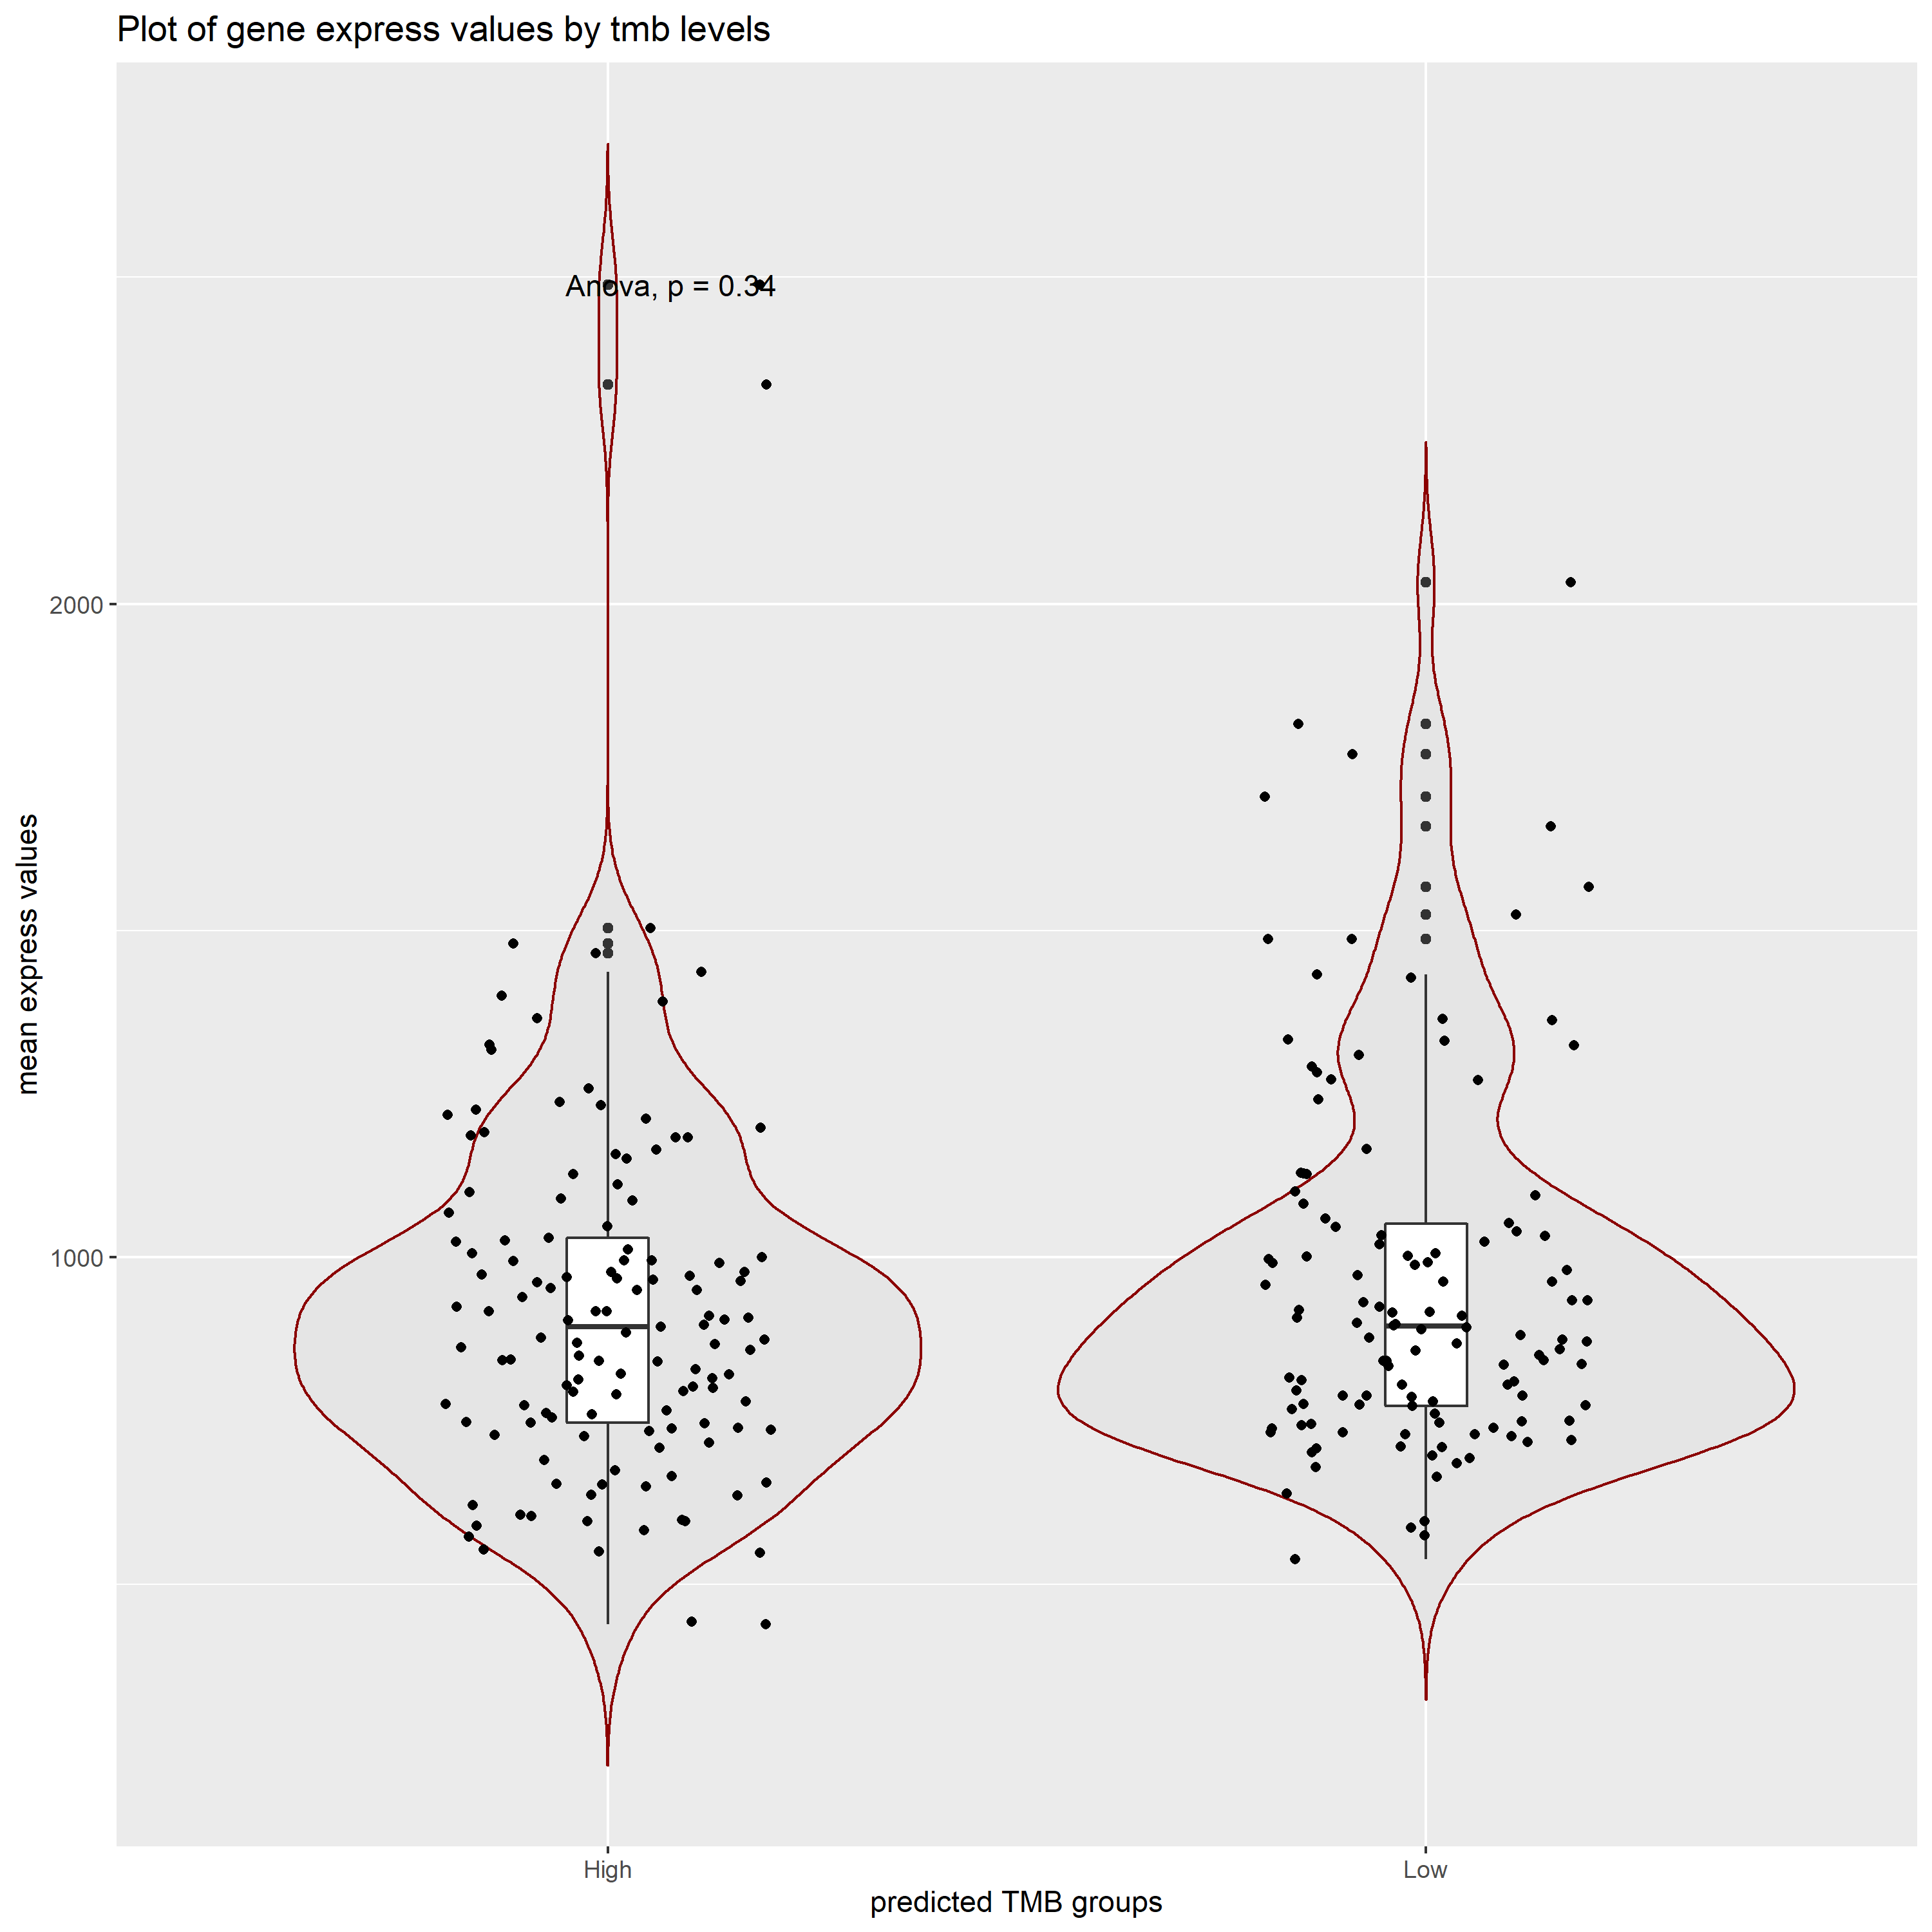 Plot of gene express values by tmb levels
Anova, p = 0.34
2000
1000
mean express values
High
Low
predicted TMB groups